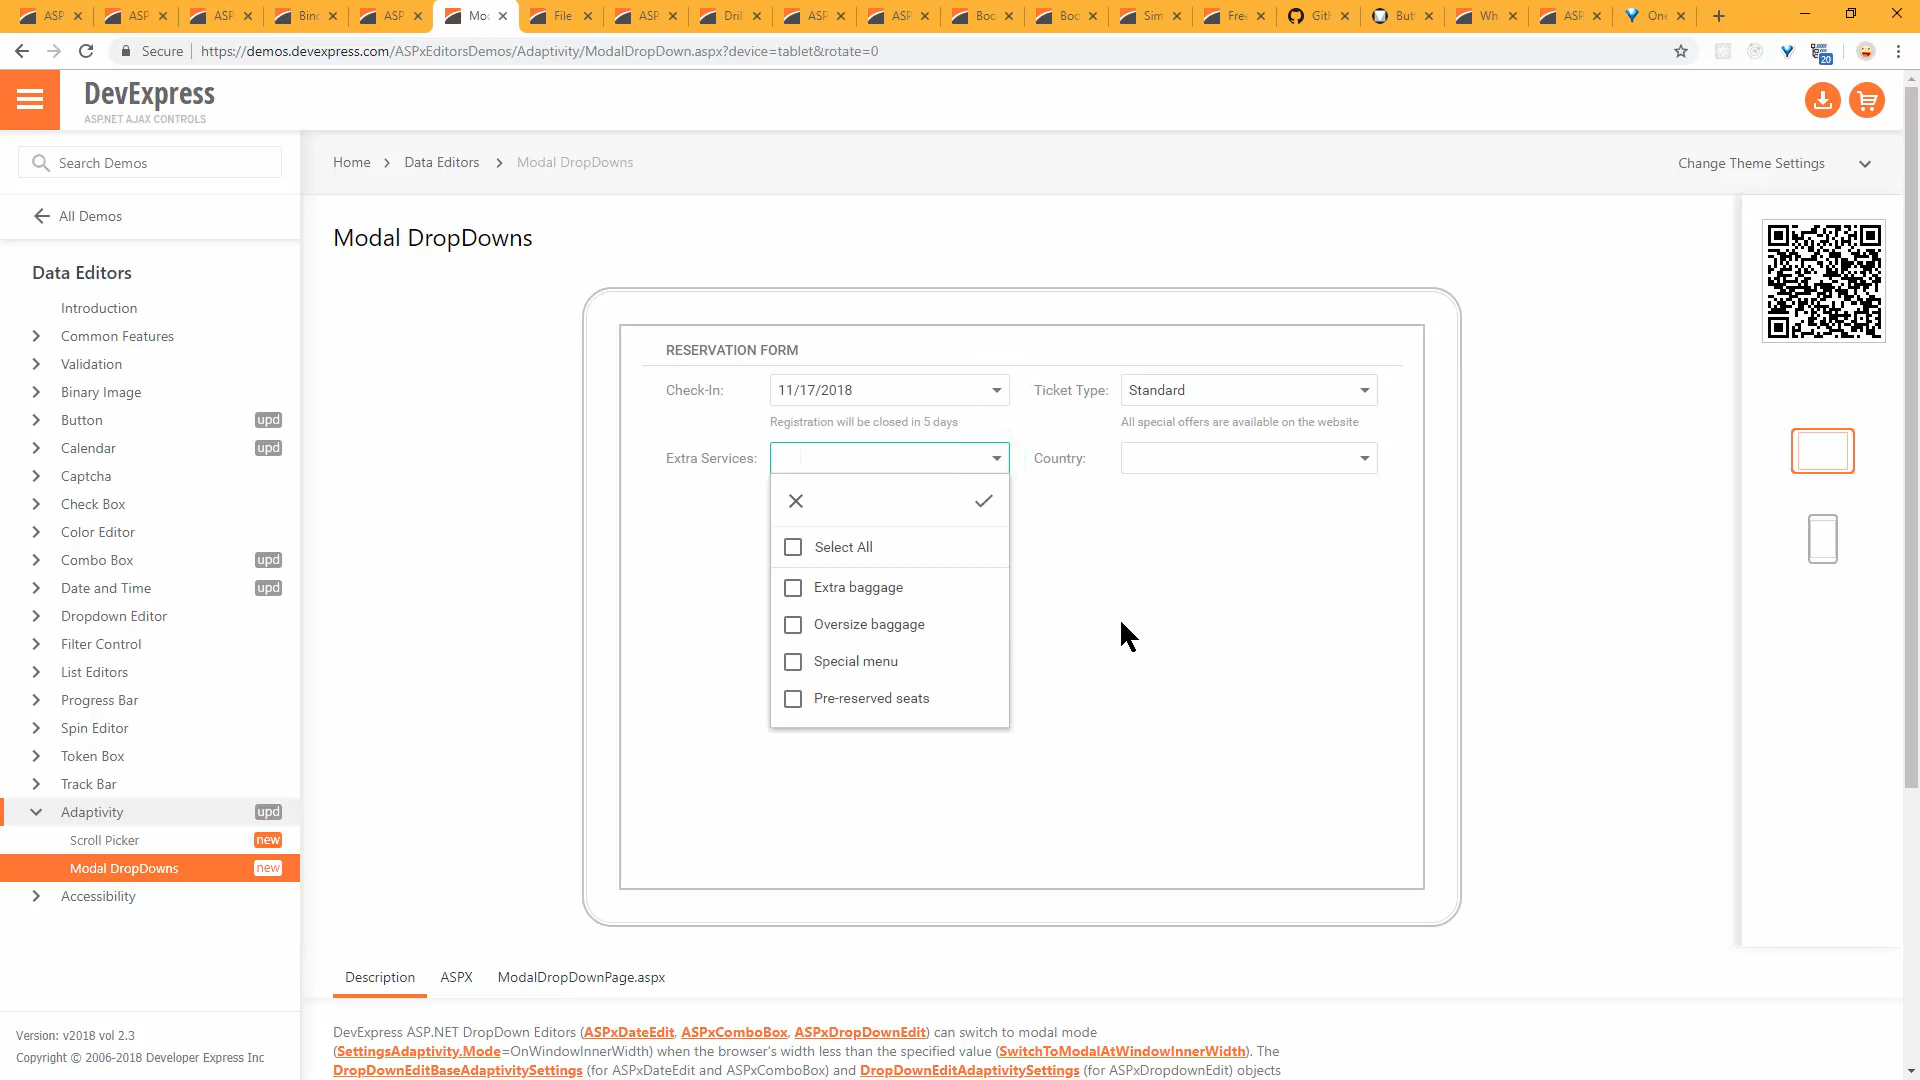 ASP
ASP
ASP
Bin
ASP
Mod
File
ASP
Drill
ASP
ASP
Boo
Boo
Sim
Free
Gith
Butt
Wh
ASP
One
Secure
https://demos.devexpress.com/ASPxEditorsDemos/Adaptivity/ModalDropDown.aspx?device=tablet&rotate=0
20
DevExpress
ASP.NET AJAX CONTROLS
Search Demos
All Demos
Data Editors
Introduction
Common Features
Validation
Binary Image
Button upd
Calendar upd
Captcha
Check Box
Color Editor
Combo Box upd
Date and Time upd
Dropdown Editor
Filter Control
List Editors
Progress Bar
Spin Editor
Token Box
Track Bar
Adaptivity upd
Scroll Picker new
Modal DropDowns new
Accessibility
Version: v2018 vol 2.3
Copyright © 2006-2018 Developer Express Inc
Home > Data Editors > Modal DropDowns
Change Theme Settings
Modal DropDowns
RESERVATION FORM
Check-In: 11/17/2018 Ticket Type: Standard
Registration will be closed in 5 days All special offers are available on the website
Extra Services: Country:
Select All
Extra baggage
Oversize baggage
Special menu
Pre-reserved seats
Description ASPX ModalDropDownPage.aspx
DevExpress ASP.NET DropDown Editors (ASPxDateEdit, ASPxComboBox, ASPxDropDownEdit) can switch to modal mode
(SettingsAdaptivity.Mode=OnWindowInnerWidth) when the browser's width less than the specified value (SwitchToModalAtWindowInnerWidth). The
DropDownEditBaseAdaptivitySettings (for ASPxDateEdit and ASPxComboBox) and DropDownEditAdaptivitySettings (for ASPxDropdownEdit) objects